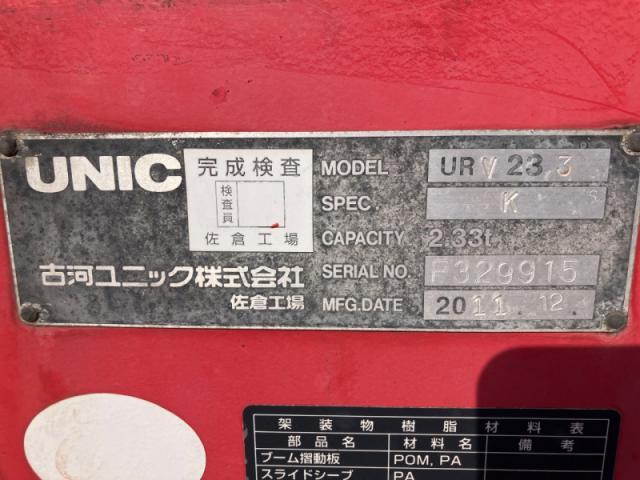 UNIC
完成検査
検査員
佐倉工場
古河ユニック株式会社
佐倉工場
MODEL URV233
SPEC. K
CAPACITY 2.33t
SERIAL NO. F329915
MFG.DATE 2011 12
架装物樹脂材料表
部品名 材料名 備考
ブーム摺動板 POM, PA
スライドシーブ PA